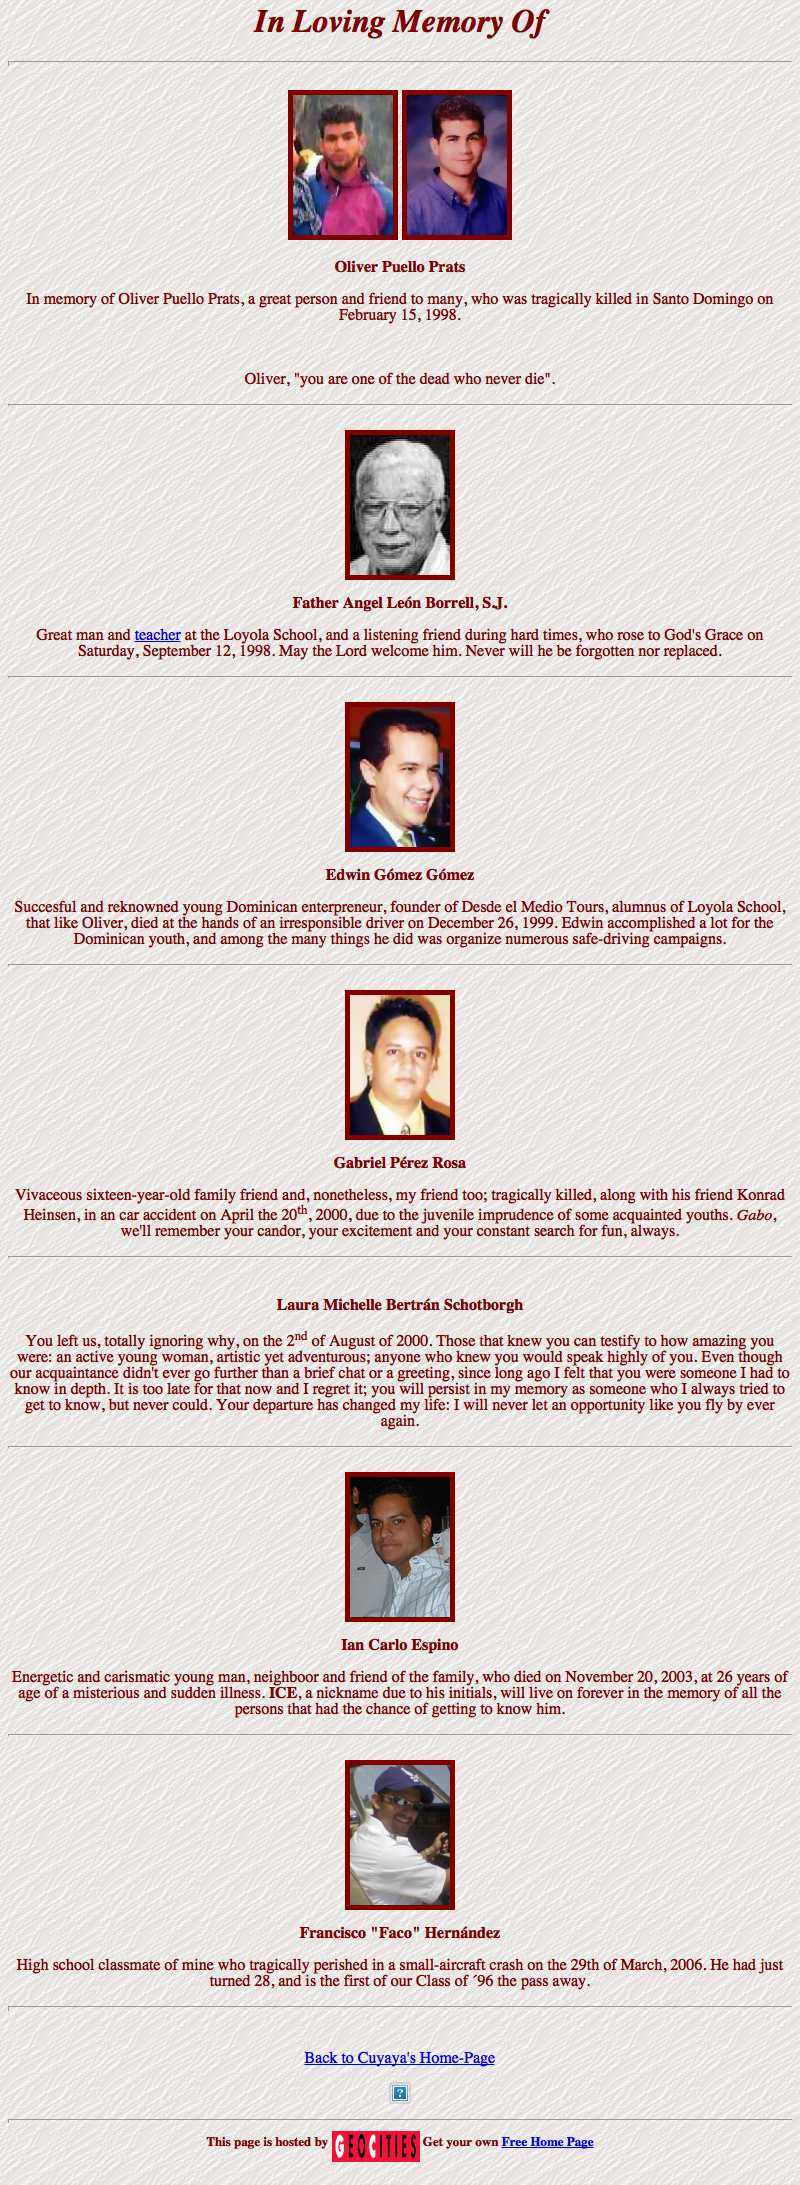 In Loving Memory Of
Oliver Puello Prats
In memory of Oliver Puello Prats, a great person and friend to many, who was tragically killed in Santo Domingo on
February 15, 1998.
Oliver, "you are one of the dead who never die".
Father Angel León Borrell, S.J.
Great man and teacher at the Loyola School, and a listening friend during hard times, who rose to God's Grace on
Saturday, September 12, 1998. May the Lord welcome him. Never will he be forgotten nor replaced.
Edwin Gómez Gómez
Succesful and reknowned young Dominican enterpreneur, founder of Desde el Medio Tours, alumnus of Loyola School,
that like Oliver, died at the hands of an irresponsible driver on December 26, 1999. Edwin accomplished a lot for the
Dominican youth, and among the many things he did was organize numerous safe-driving campaigns.
Gabriel Pérez Rosa
Vivaceous sixteen-year-old family friend and, nonetheless, my friend too; tragically killed, along with his friend Konrad
Heinsen, in an car accident on April the 20th, 2000, due to the juvenile imprudence of some acquainted youths. Gabo,
we'll remember your candor, your excitement and your constant search for fun, always.
Laura Michelle Bertrán Schotborgh
You left us, totally ignoring why, on the 2nd of August of 2000. Those that knew you can testify to how amazing you
were: an active young woman, artistic yet adventurous; anyone who knew you would speak highly of you. Even though
our acquaintance didn't ever go further than a brief chat or a greeting, since long ago I felt that you were someone I had to
know in depth. It is too late for that now and I regret it; you will persist in my memory as someone who I always tried to
get to know, but never could. Your departure has changed my life: I will never let an opportunity like you fly by ever
again.
Ian Carlo Espino
Energetic and carismatic young man, neighboor and friend of the family, who died on November 20, 2003, at 26 years of
age of a misterious and sudden illness. ICE, a nickname due to his initials, will live on forever in the memory of all the
persons that had the chance of getting to know him.
Francisco "Faco" Hernández
High school classmate of mine who tragically perished in a small-aircraft crash on the 29th of March, 2006. He had just
turned 28, and is the first of our Class of ´96 the pass away.
Back to Cuyaya's Home-Page
?
This page is hosted by GEOCITIES Get your own Free Home Page